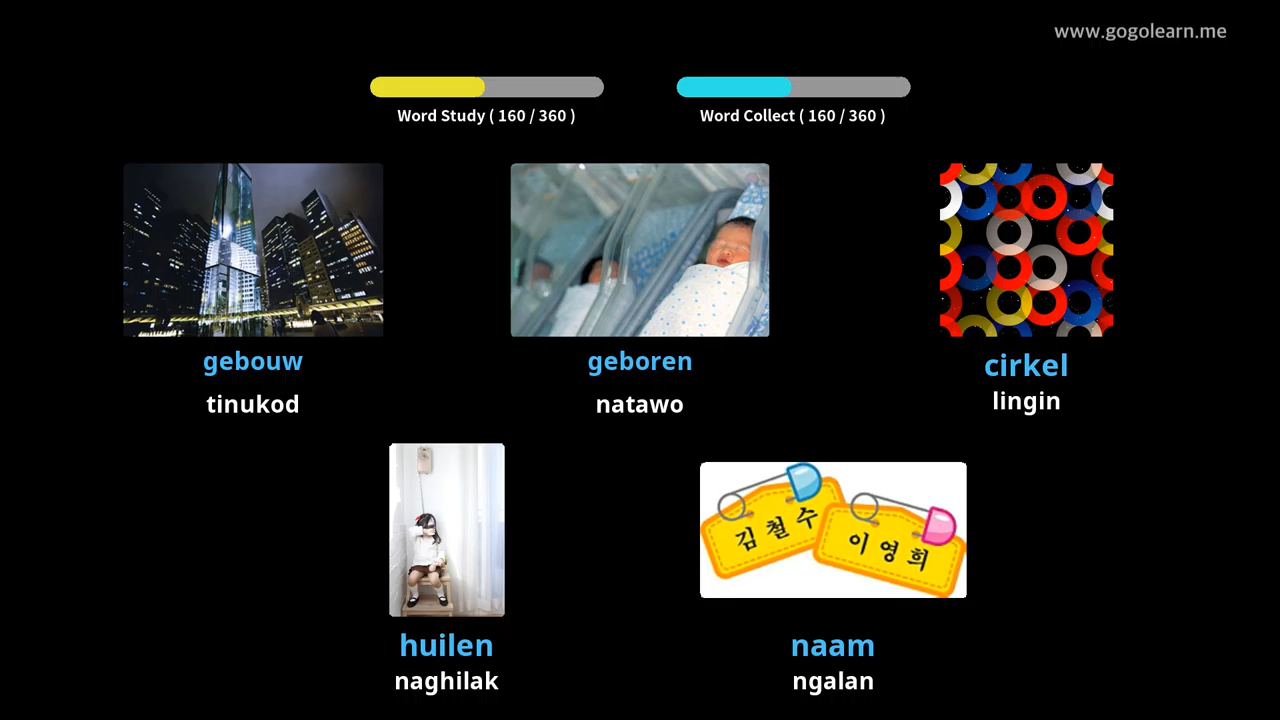 www.gogolearn.me
Word Study ( 160 / 360 )
Word Collect ( 160 / 360 )
gebouw
tinukod
geboren
natawo
cirkel
lingin
김철수
이영희
huilen
naghilak
naam
ngalan